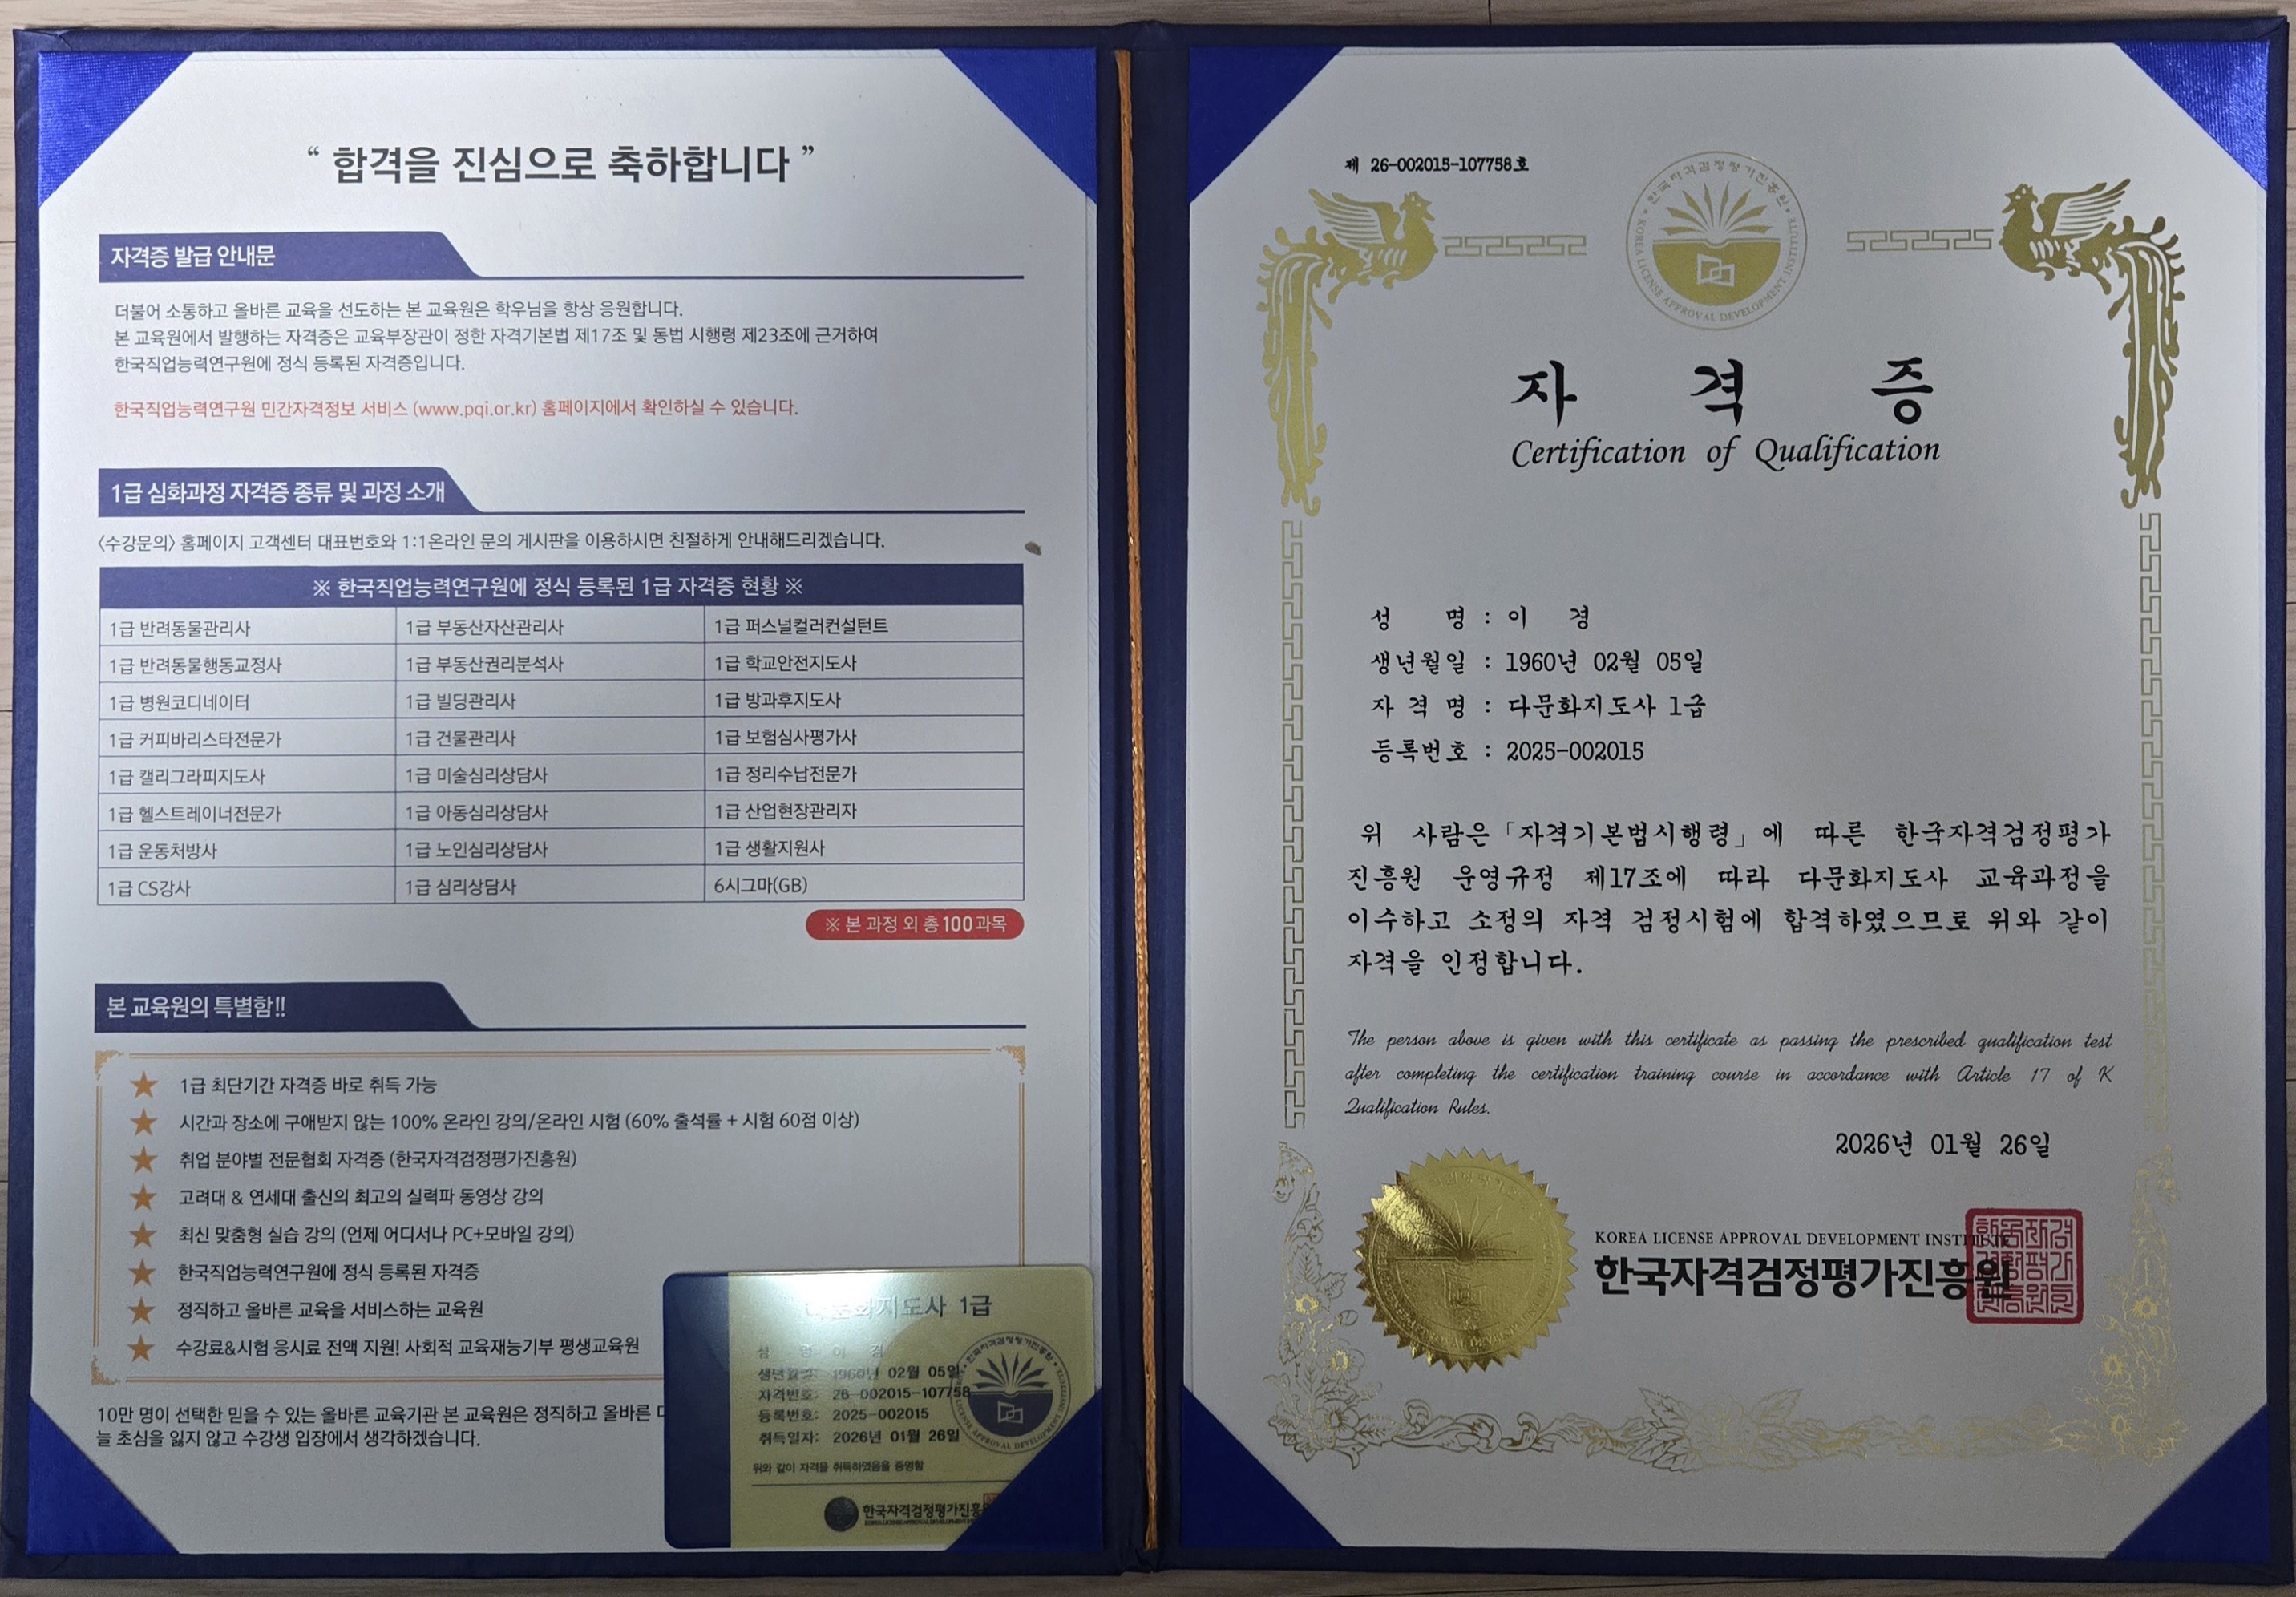 “ 합격을 진심으로 축하합니다 ”
자격증 발급 안내문
더불어 소통하고 올바른 교육을 선도하는 본 교육원은 학우님을 항상 응원합니다.
본 교육원에서 발행하는 자격증은 교육부장관이 정한 자격기본법 제17조 및 동법 시행령 제23조에 근거하여
한국직업능력연구원에 정식 등록된 자격증입니다.
한국직업능력연구원 민간자격정보 서비스 (www.pqi.or.kr) 홈페이지에서 확인하실 수 있습니다.
1급 심화과정 자격증 종류 및 과정 소개
〈수강문의〉 홈페이지 고객센터 대표번호와 1:1온라인 문의 게시판을 이용하시면 친절하게 안내해드리겠습니다.
※ 한국직업능력연구원에 정식 등록된 1급 자격증 현황 ※
1급 반려동물관리사 1급 부동산자산관리사 1급 퍼스널컬러컨설턴트
1급 반려동물행동교정사 1급 부동산권리분석사 1급 학교안전지도사
1급 병원코디네이터 1급 빌딩관리사 1급 방과후지도사
1급 커피바리스타전문가 1급 건물관리사 1급 보험심사평가사
1급 캘리그라피지도사 1급 미술심리상담사 1급 정리수납전문가
1급 헬스트레이너전문가 1급 아동심리상담사 1급 산업현장관리자
1급 운동처방사 1급 노인심리상담사 1급 생활지원사
1급 CS강사 1급 심리상담사 6시그마(GB)
※ 본 과정 외 총 100과목
본 교육원의 특별함!!
1급 최단기간 자격증 바로 취득 가능
시간과 장소에 구애받지 않는 100% 온라인 강의/온라인 시험 (60% 출석률 + 시험 60점 이상)
취업 분야별 전문협회 자격증 (한국자격검정평가진흥원)
고려대 & 연세대 출신의 최고의 실력파 동영상 강의
최신 맞춤형 실습 강의 (언제 어디서나 PC+모바일 강의)
한국직업능력연구원에 정식 등록된 자격증
정직하고 올바른 교육을 서비스하는 교육원
수강료&시험 응시료 전액 지원! 사회적 교육재능기부 평생교육원
10만 명이 선택한 믿을 수 있는 올바른 교육기관 본 교육원은 정직하고 올바른
늘 초심을 잃지 않고 수강생 입장에서 생각하겠습니다.
다문화지도사 1급
성 명: 이 경
생년월일: 1960년 02월 05일
자격번호: 26-002015-107758
등록번호: 2025-002015
취득일자: 2026년 01월 26일
위와 같이 자격을 취득하였음을 증명함
한국자격검정평가진흥
제 26-002015-107758호
한국자격검정평가진흥원
KOREA LICENSE APPROVAL DEVELOPMENT INSTITUTE
자 격 증
Certification of Qualification
성 명 : 이 경
생년월일 : 1960년 02월 05일
자 격 명 : 다문화지도사 1급
등록번호 : 2025-002015
위 사람은 「자격기본법시행령」에 따른 한국자격검정평가
진흥원 운영규정 제17조에 따라 다문화지도사 교육과정을
이수하고 소정의 자격 검정시험에 합격하였으므로 위와 같이
자격을 인정합니다.
The person above is given with this certificate as passing the prescribed qualification test
after completing the certification training course in accordance with Article 17 of K
Qualification Rules.
2026년 01월 26일
KOREA LICENSE APPROVAL DEVELOPMENT INSTITUTE
한국자격검정평가진흥원